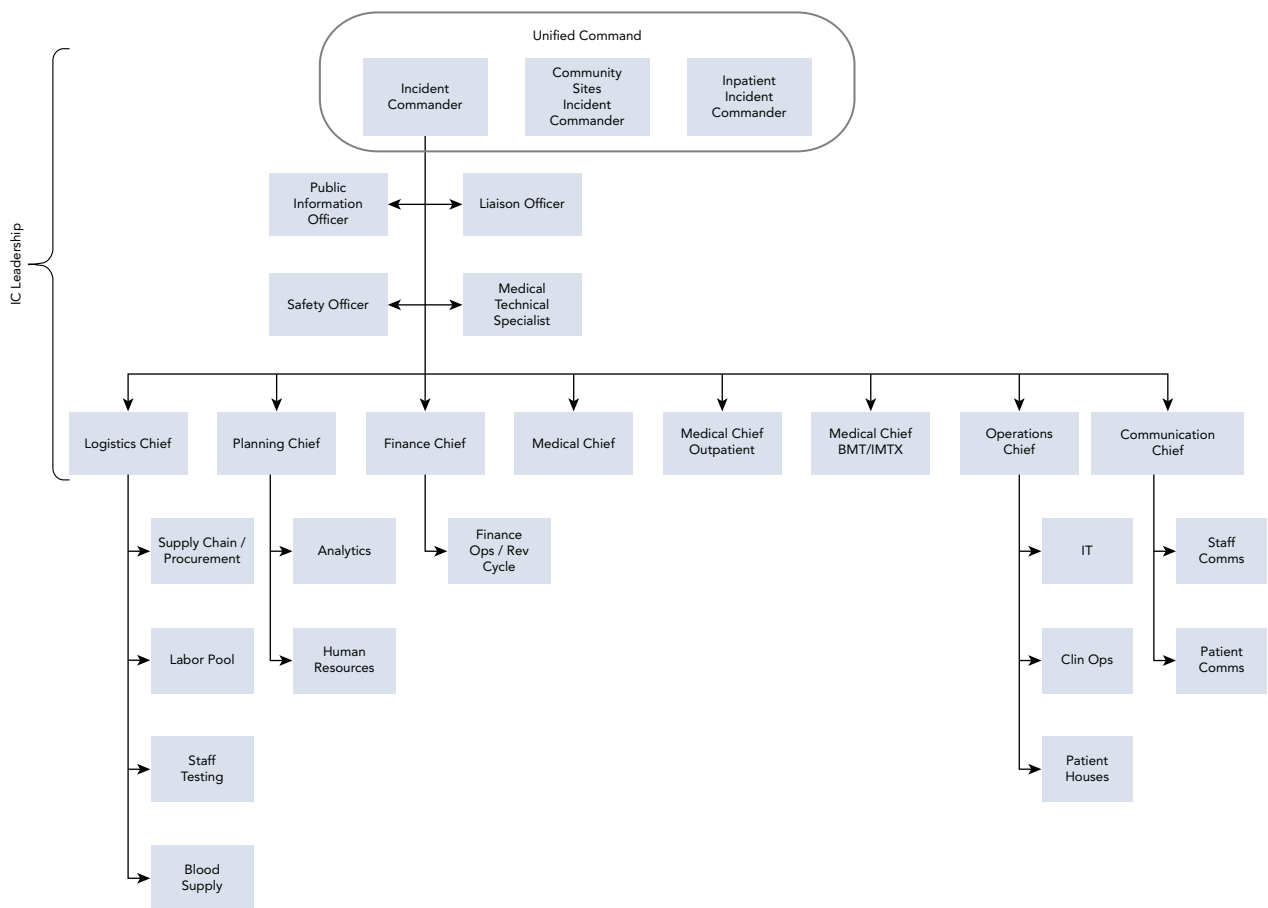 Unified Command
Incident
Commander
Community
Sites
Incident
Commander
Inpatient
Incident
Commander
Public
Information
Officer
Liaison Officer
IC Leadership
Safety Officer
Medical
Technical
Specialist
Logistics Chief
Planning Chief
Finance Chief
Medical Chief
Medical Chief
Outpatient
Medical Chief
BMT/IMTX
Operations
Chief
Communication
Chief
Supply Chain /
Procurement
Analytics
Finance
Ops / Rev
Cycle
IT
Staff
Comms
Labor Pool
Human
Resources
Clin Ops
Patient
Comms
Staff
Testing
Patient
Houses
Blood
Supply